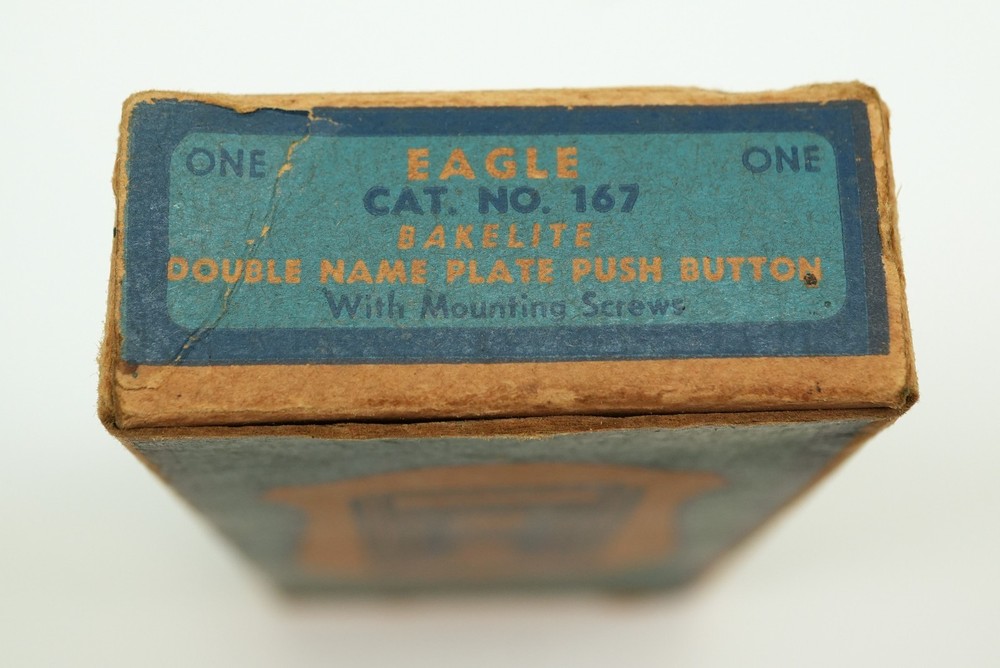 ONE EAGLE ONE
CAT. NO. 167
BAKELITE
DOUBLE NAME PLATE PUSH BUTTON
With Mounting Screws